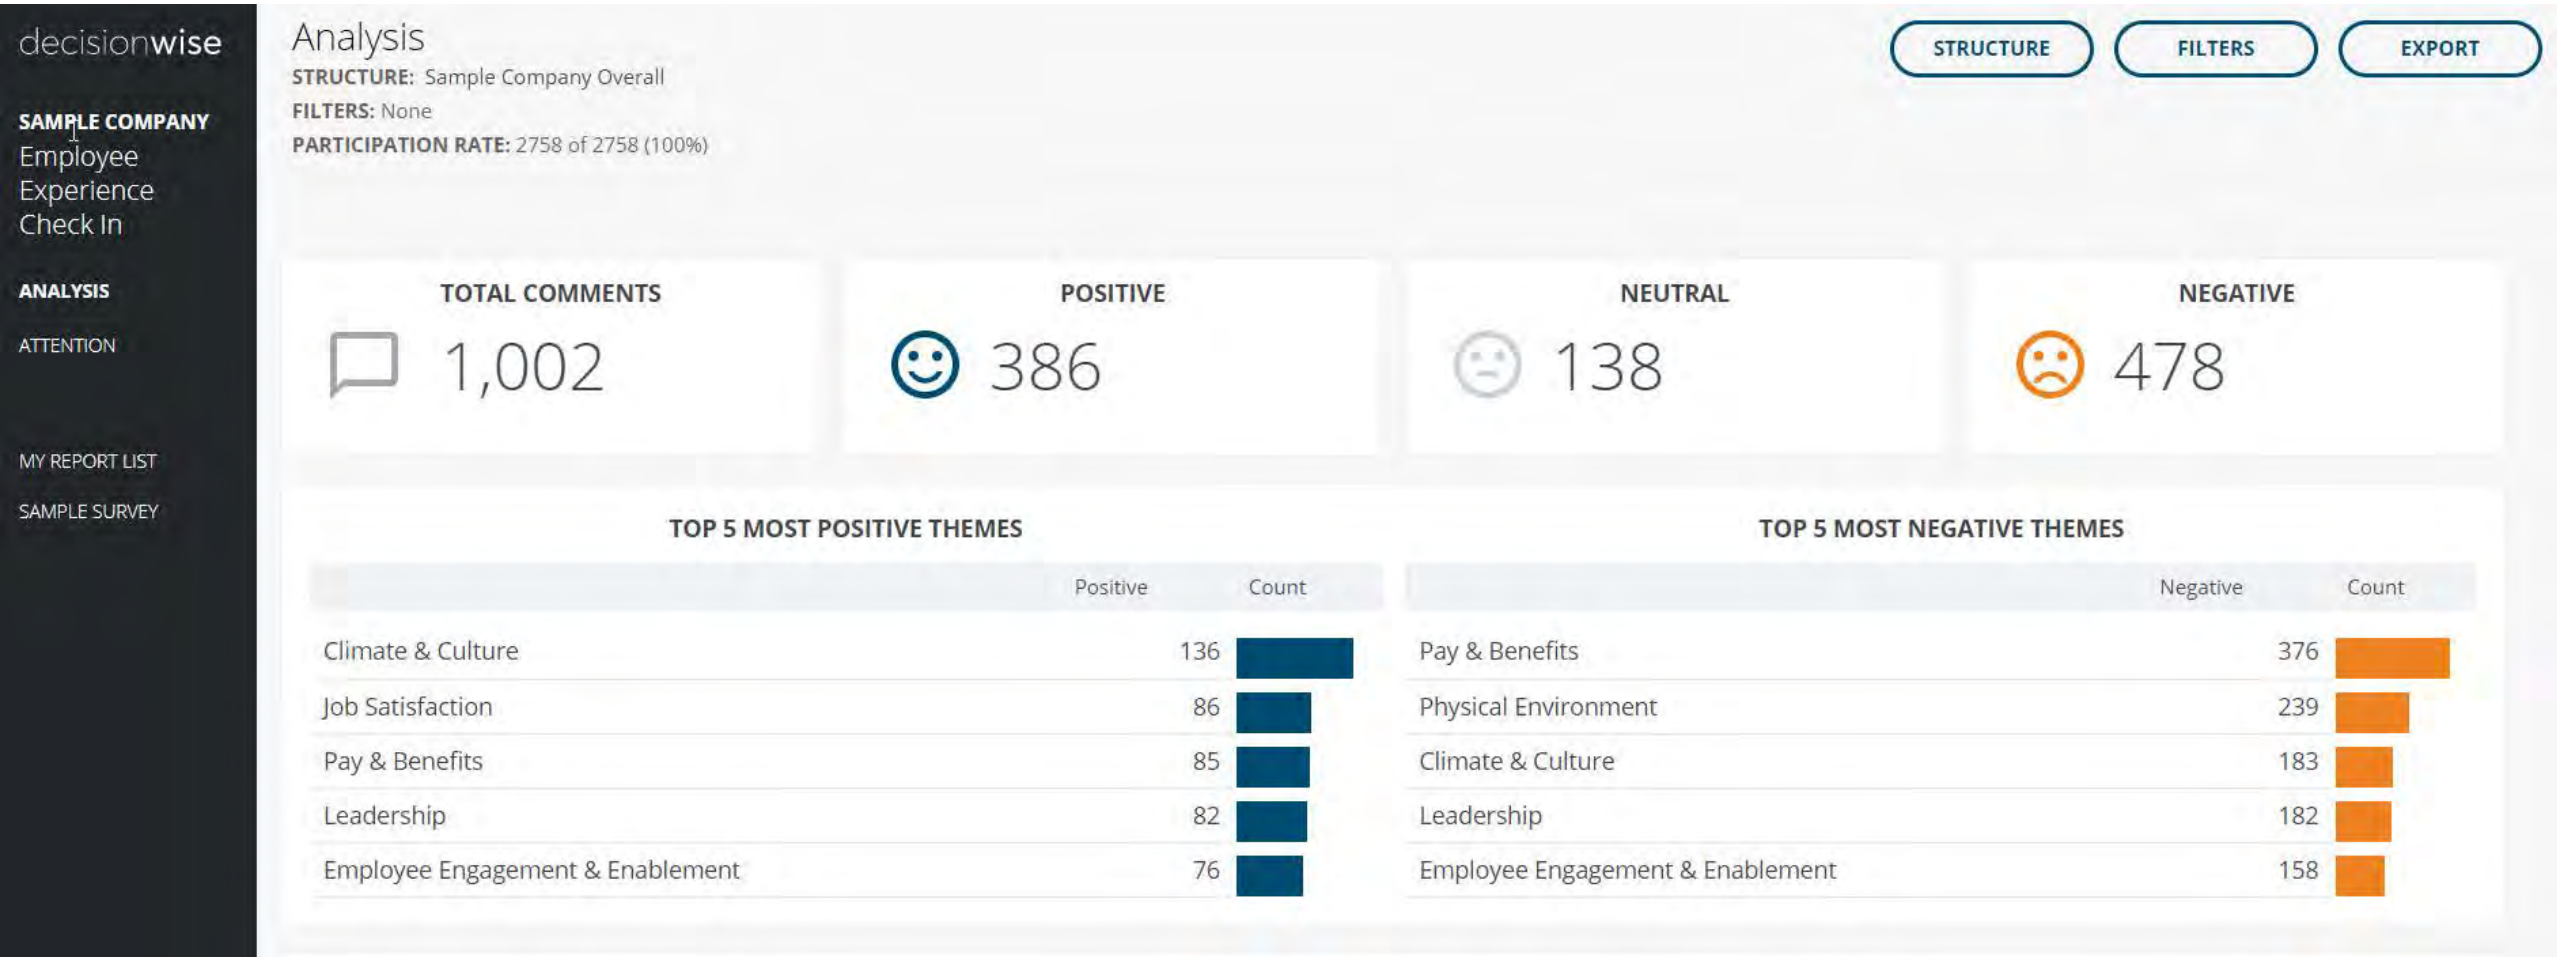 decisionwise
SAMPLE COMPANY
Employee
Experience
Check In
ANALYSIS
ATTENTION
MY REPORT LIST
SAMPLE SURVEY
Analysis
STRUCTURE: Sample Company Overall
FILTERS: None
PARTICIPATION RATE: 2758 of 2758 (100%)
STRUCTURE FILTERS EXPORT
TOTAL COMMENTS
1,002
POSITIVE
386
NEUTRAL
138
NEGATIVE
478
TOP 5 MOST POSITIVE THEMES
Positive Count
Climate & Culture 136
Job Satisfaction 86
Pay & Benefits 85
Leadership 82
Employee Engagement & Enablement 76
TOP 5 MOST NEGATIVE THEMES
Negative Count
Pay & Benefits 376
Physical Environment 239
Climate & Culture 183
Leadership 182
Employee Engagement & Enablement 158